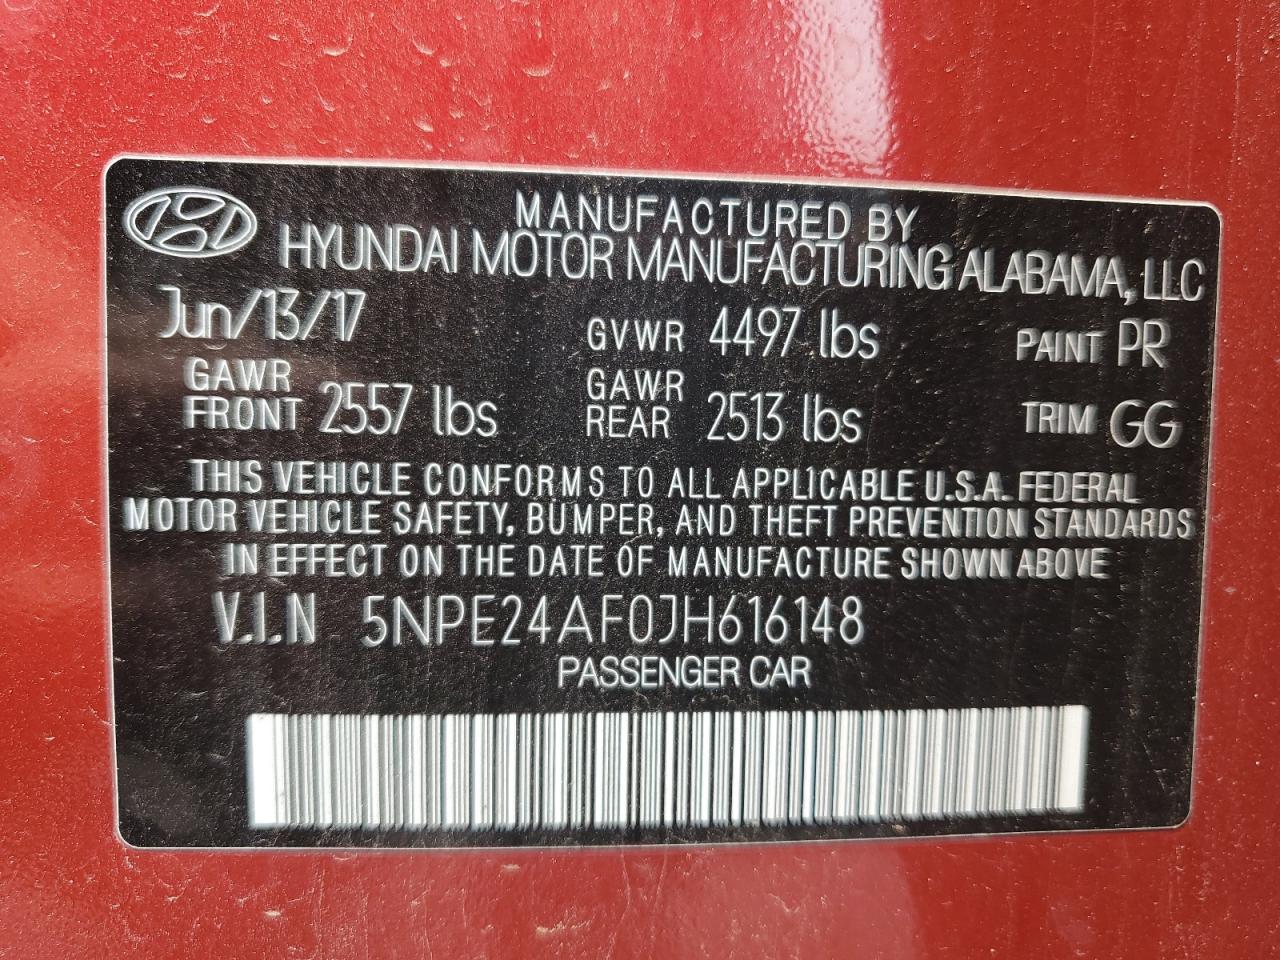 MANUFACTURED BY
HYUNDAI MOTOR MANUFACTURING ALABAMA, LLC
Jun/13/17 GVWR 4497 lbs PAINT PR
GAWR FRONT 2557 lbs GAWR REAR 2513 lbs TRIM GG
THIS VEHICLE CONFORMS TO ALL APPLICABLE U.S.A. FEDERAL
MOTOR VEHICLE SAFETY, BUMPER, AND THEFT PREVENTION STANDARDS
IN EFFECT ON THE DATE OF MANUFACTURE SHOWN ABOVE
V.I.N 5NPE24AF0JH616148
PASSENGER CAR